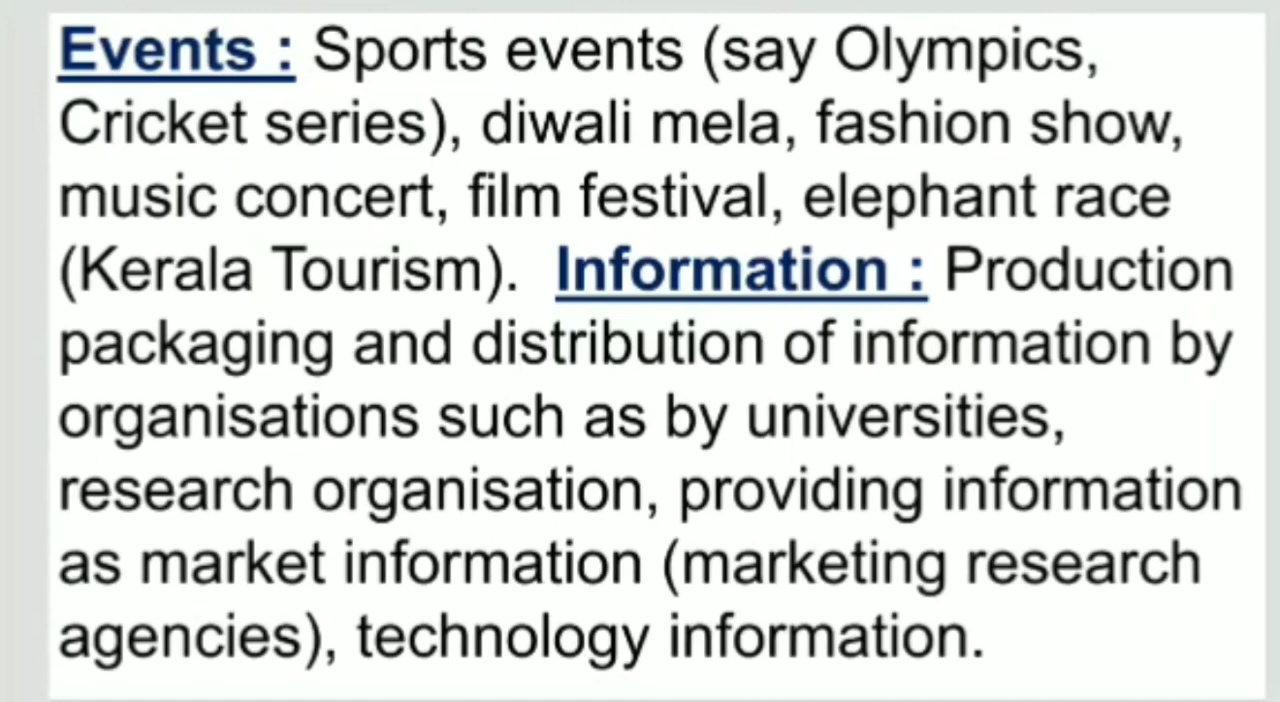 Events : Sports events (say Olympics,
Cricket series), diwali mela, fashion show,
music concert, film festival, elephant race
(Kerala Tourism). Information : Production
packaging and distribution of information by
organisations such as by universities,
research organisation, providing information
as market information (marketing research
agencies), technology information.